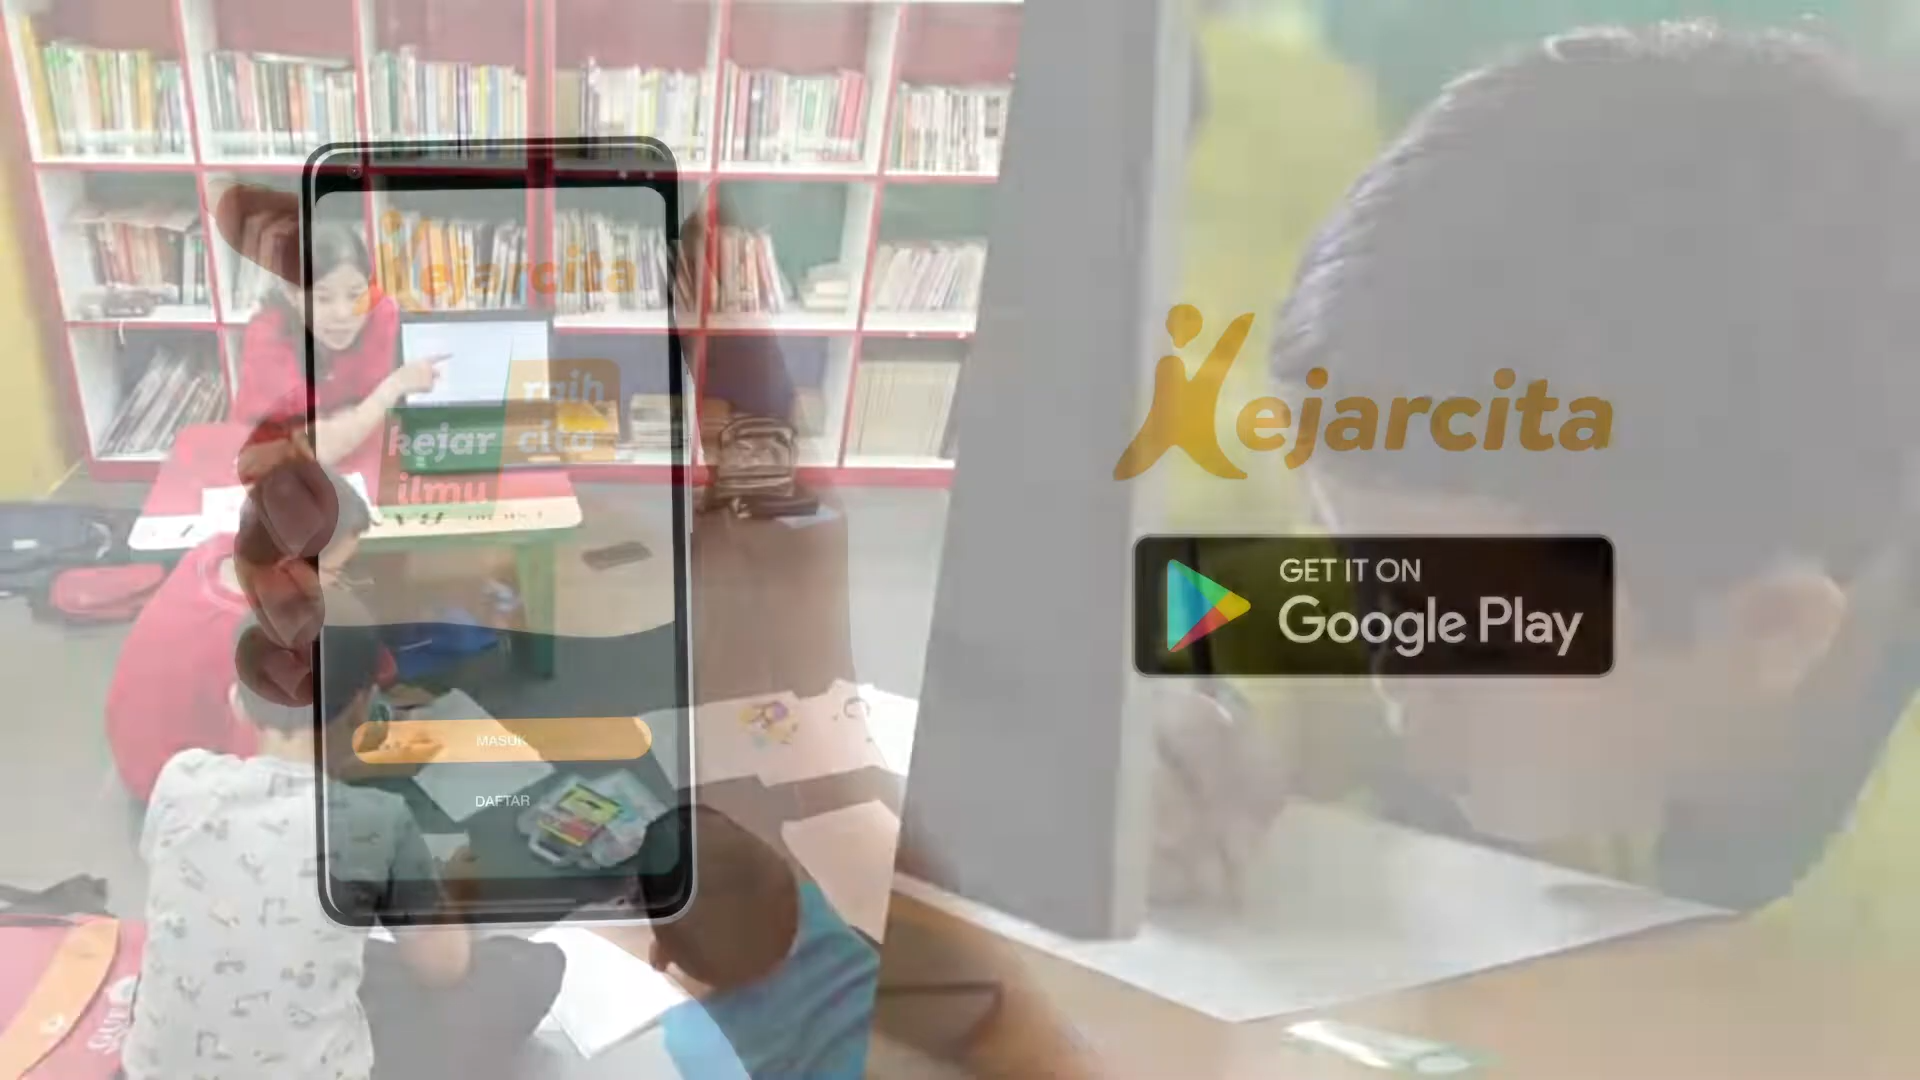 kejarcita
raih
cita
kejar
ilmu
MASUK
DAFTAR
kejarcita
GET IT ON
Google Play